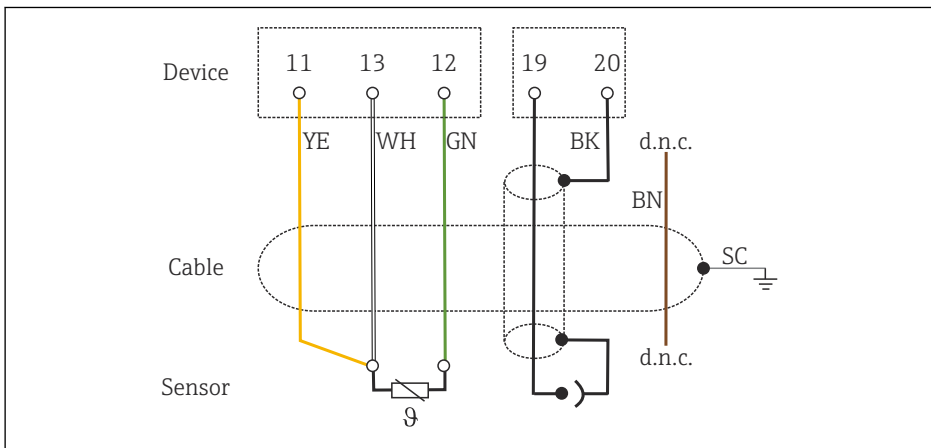 Device 11 13 12 19 20
YE WH GN BK d.n.c.
BN
SC
Cable
d.n.c.
Sensor
ϑ